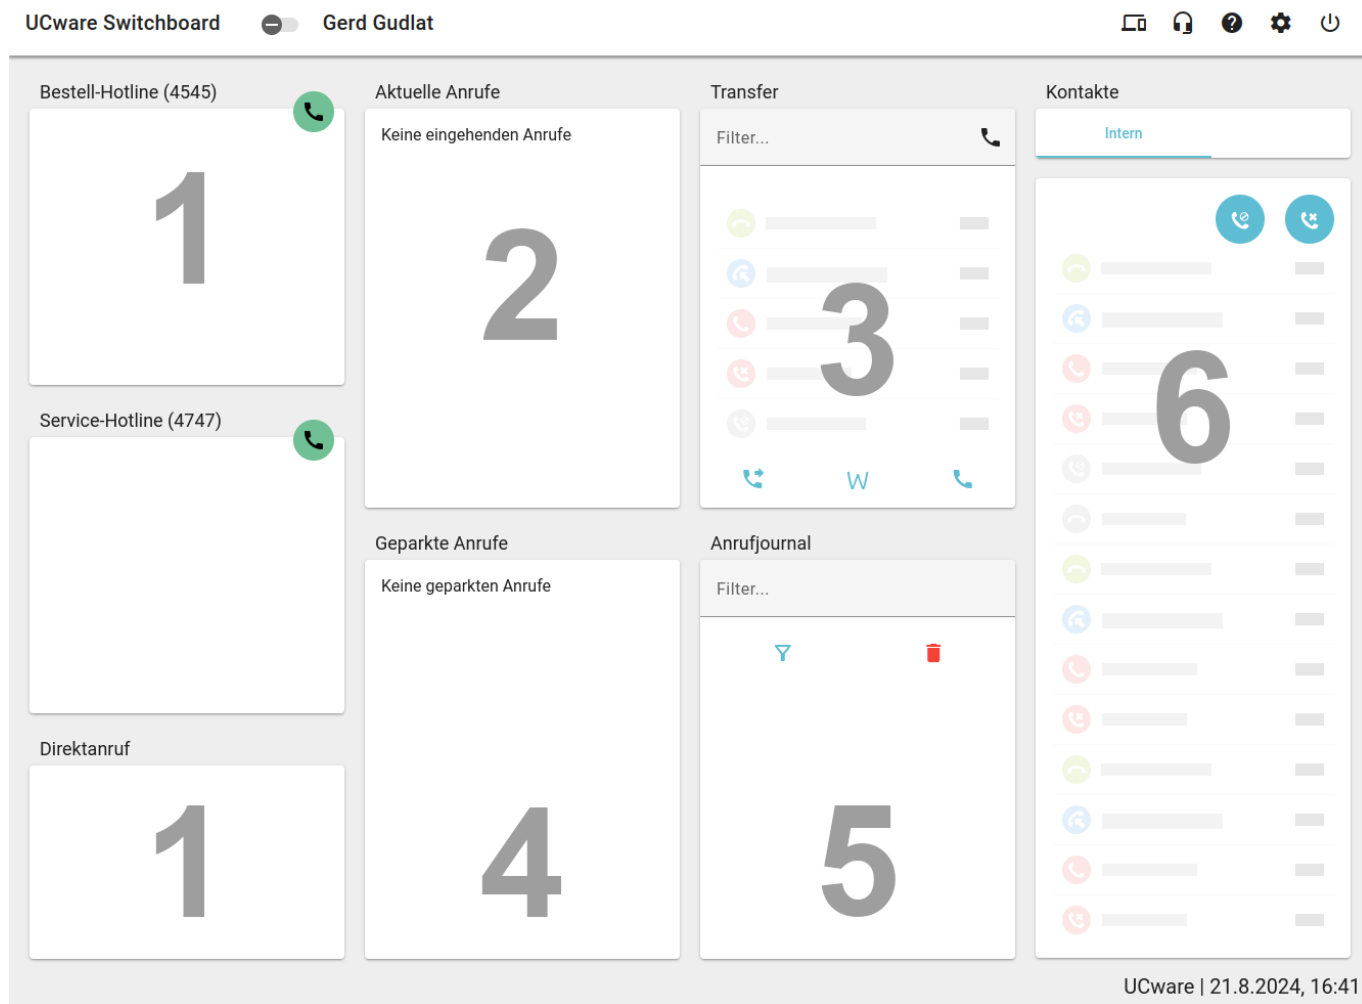 UCware Switchboard
Gerd Gudlat
Bestell-Hotline (4545)
1
Service-Hotline (4747)
Direktanruf
1
Aktuelle Anrufe
Keine eingehenden Anrufe
2
Geparkte Anrufe
Keine geparkten Anrufe
4
Transfer
Filter...
3
W
Anrufjournal
Filter...
5
Kontakte
Intern
6
UCware | 21.8.2024, 16:41